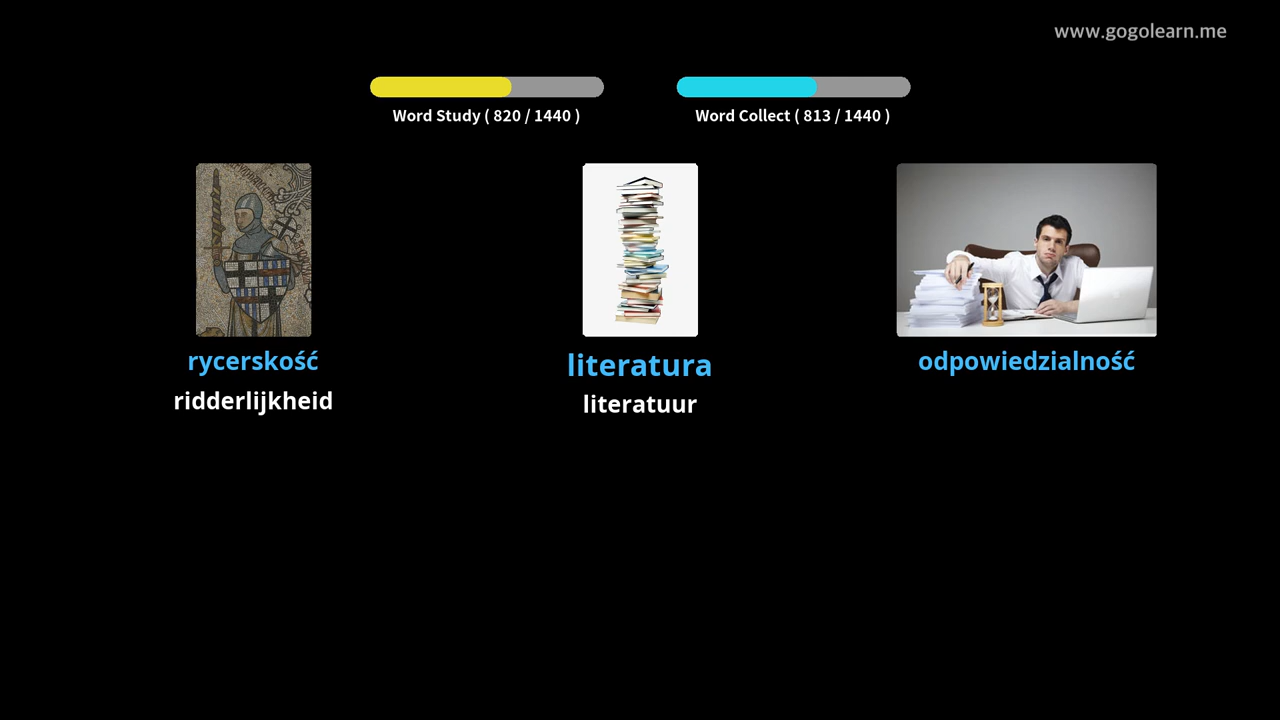 www.gogolearn.me
Word Study ( 820 / 1440 )
Word Collect ( 813 / 1440 )
rycerskość
literatura
odpowiedzialność
ridderlijkheid
literatuur